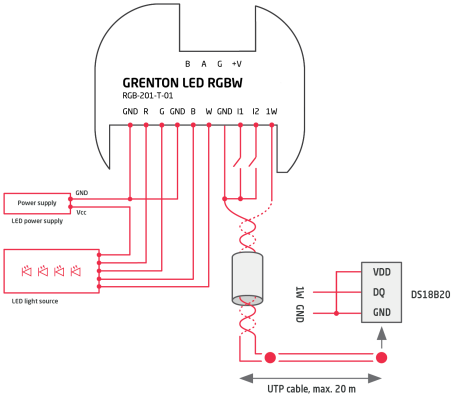 B A G +V
GRENTON LED RGBW
RGB-201-T-01
GND R G GND B W GND I1 I2 1W
GND
Power supply
Vcc
LED power supply
LED light source
VDD
1W DQ DS18B20
GND GND
UTP cable, max. 20 m